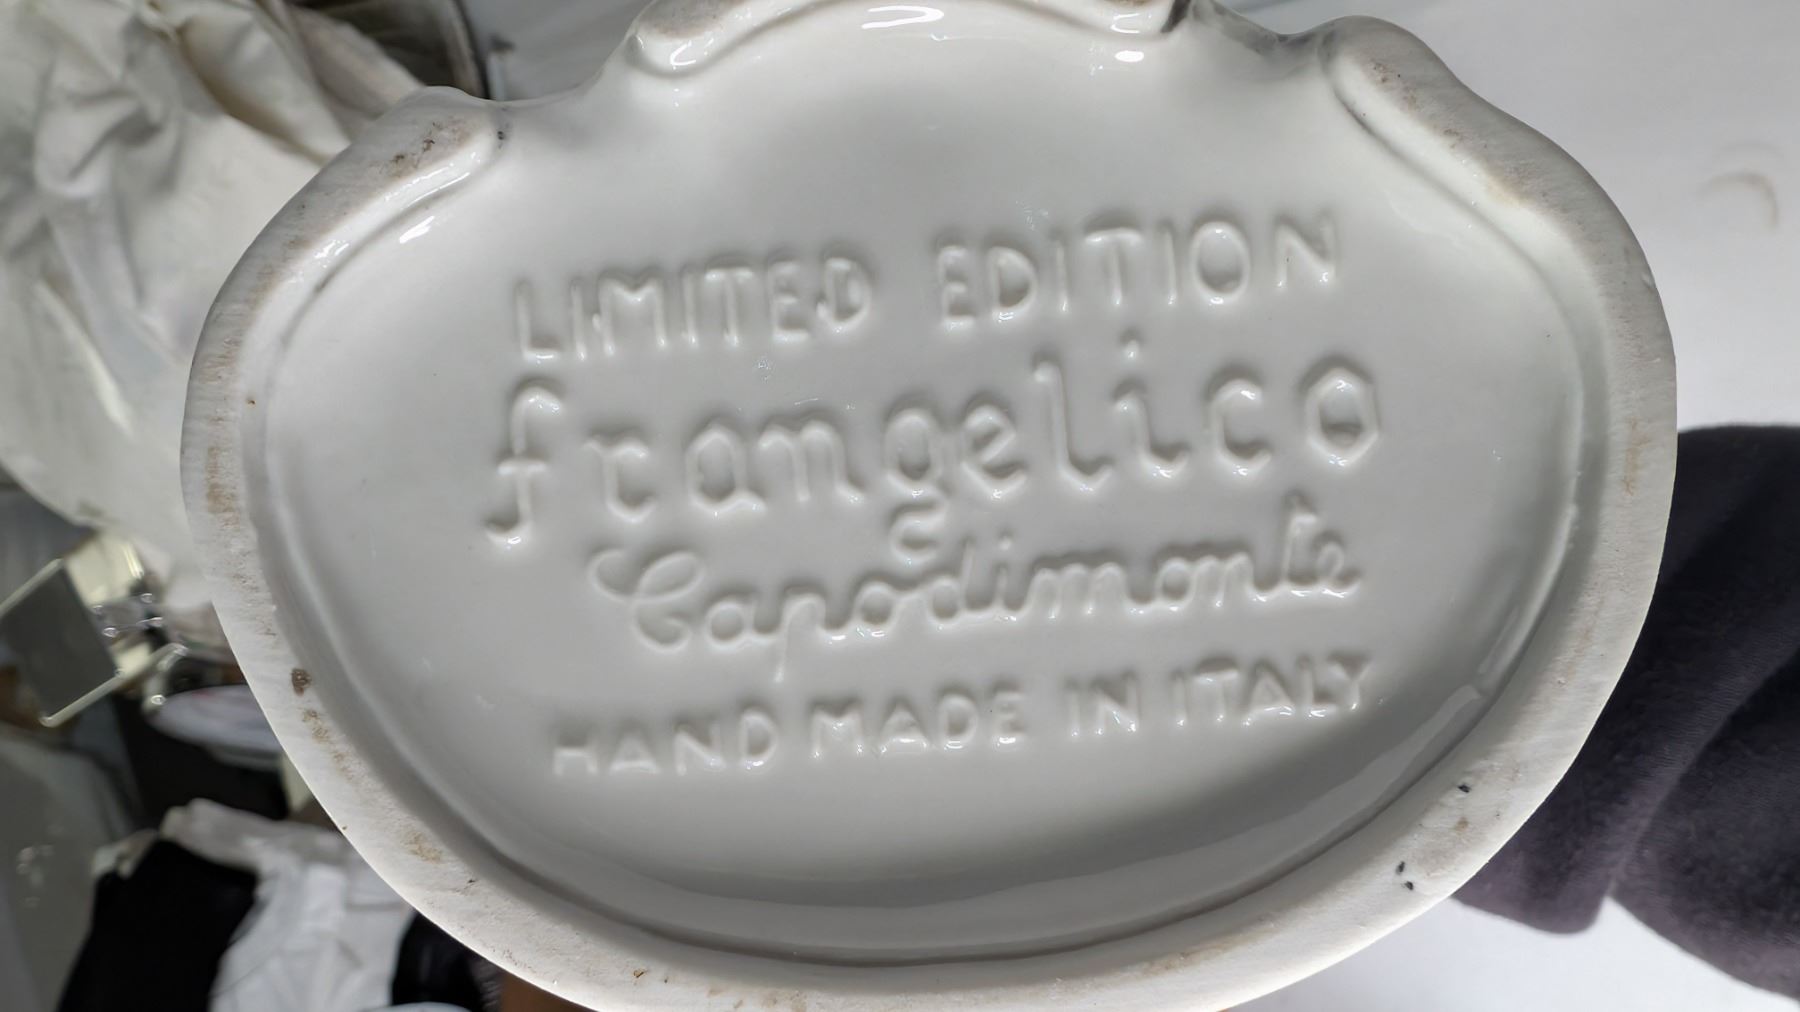 LIMITED EDITION
frangelico
Capodimonte
HAND MADE IN ITALY